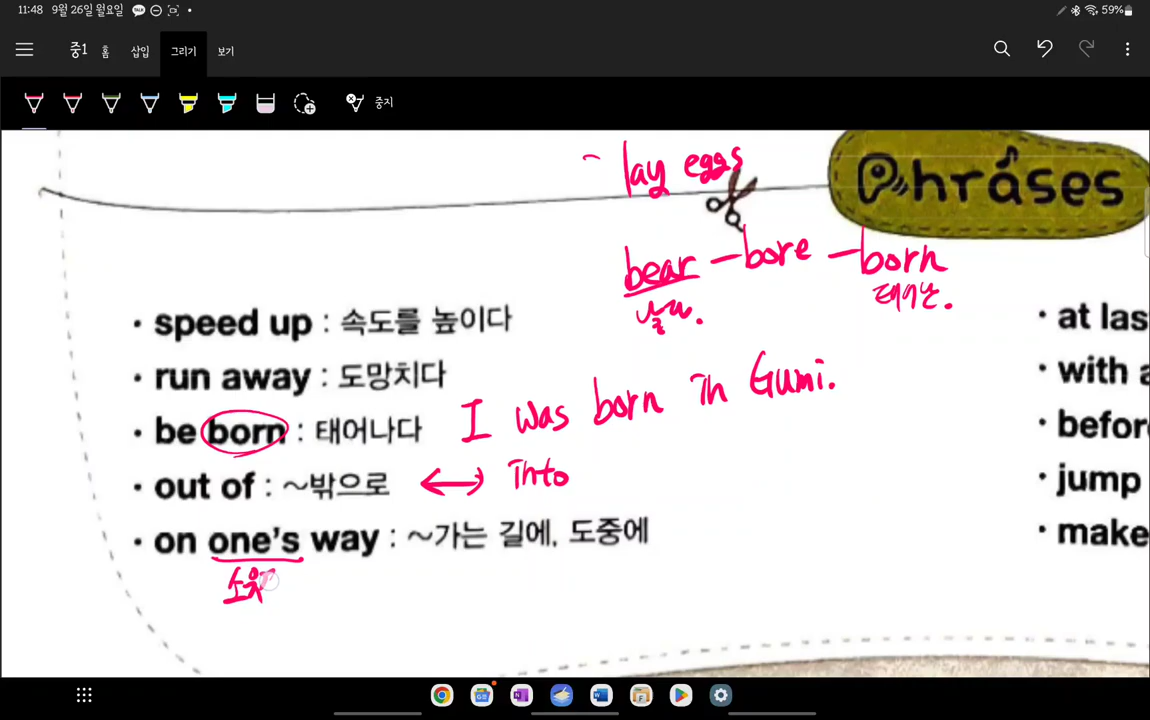 11:48 9월 26일 월요일 TALK 59%
중1 홈 삽입 그리기 보기
중지
lay eggs
Phrases
bear - bore - born
낳다. 태어난.
· speed up : 속도를 높이다
· at las
· run away : 도망치다
· with a
I was born in Gumi.
· be born : 태어나다
· befor
· out of : ~밖으로 ↔ into
· jump
· on one's way : ~가는 길에, 도중에
· make